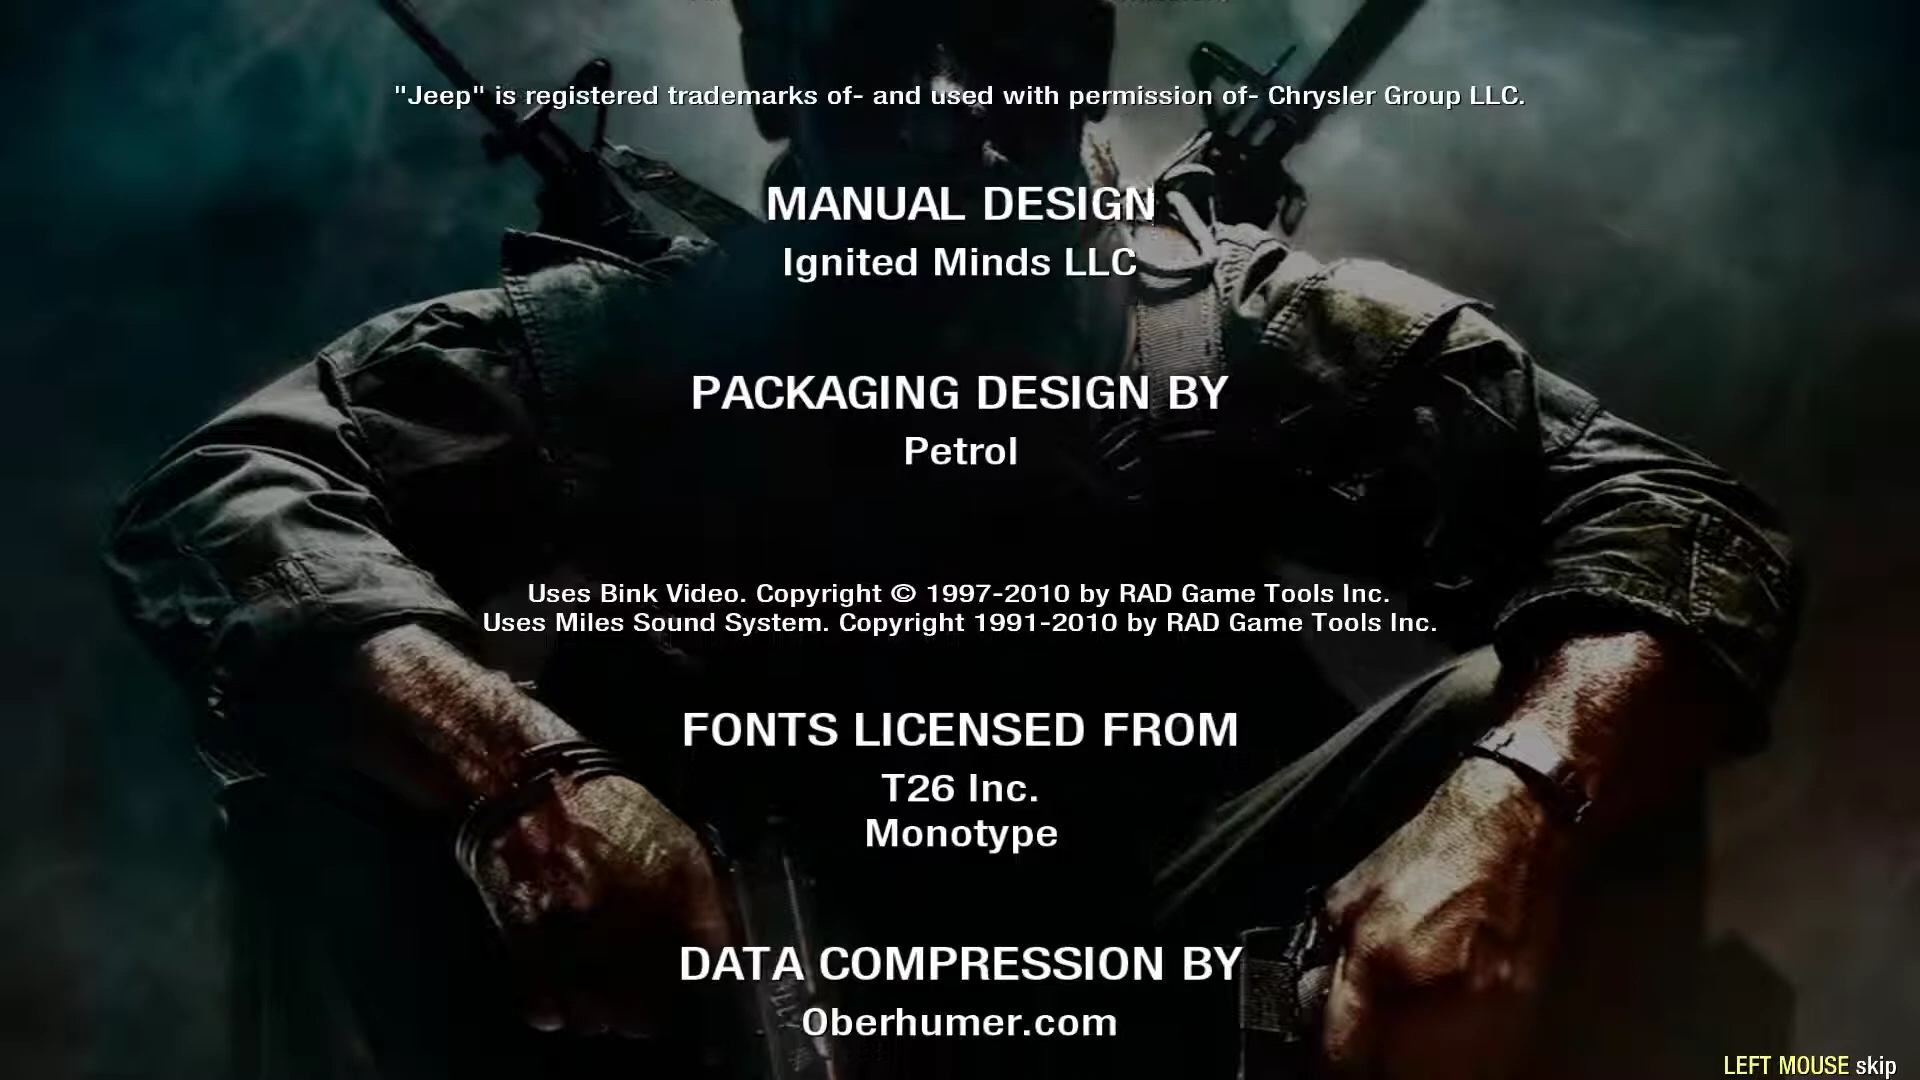 "Jeep" is registered trademarks of- and used with permission of- Chrysler Group LLC.
MANUAL DESIGN
Ignited Minds LLC
PACKAGING DESIGN BY
Petrol
Uses Bink Video. Copyright © 1997-2010 by RAD Game Tools Inc.
Uses Miles Sound System. Copyright 1991-2010 by RAD Game Tools Inc.
FONTS LICENSED FROM
T26 Inc.
Monotype
DATA COMPRESSION BY
Oberhumer.com
LEFT MOUSE skip